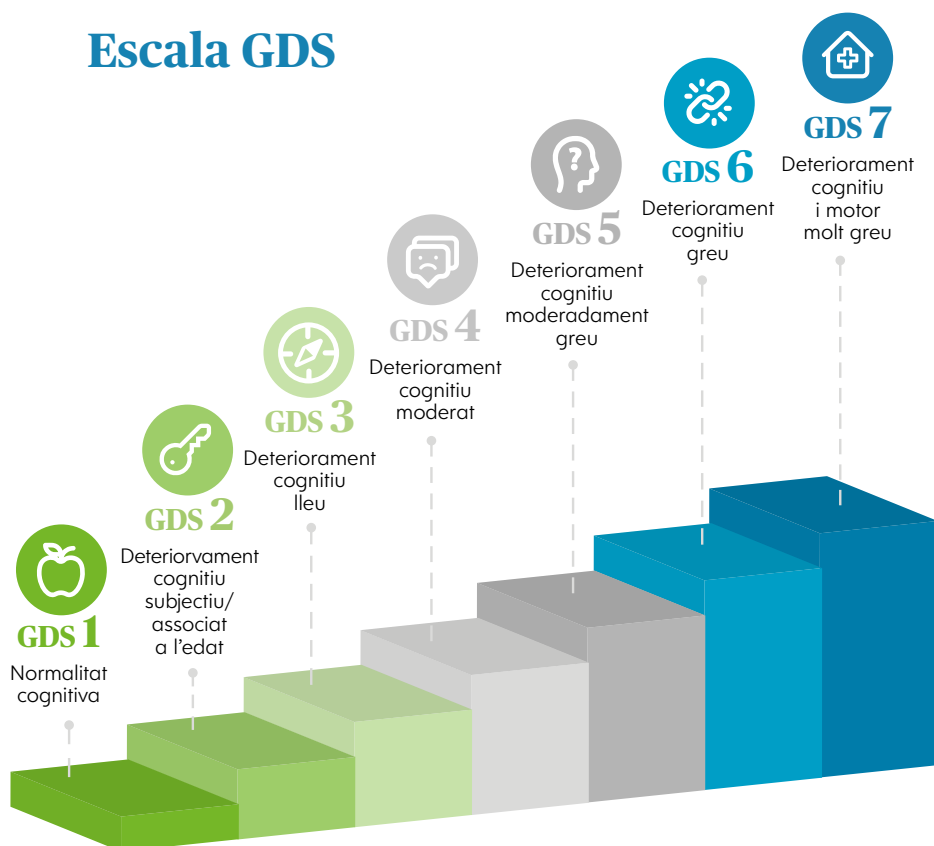 Escala GDS
GDS 1
Normalitat
cognitiva
GDS 2
Deteriorvament
cognitiu
subjectiu/
associat
a l’edat
GDS 3
Deteriorament
cognitiu
lleu
GDS 4
Deteriorament
cognitiu
moderat
GDS 5
Deteriorament
cognitiu
moderadament
greu
GDS 6
Deteriorament
cognitiu
greu
GDS 7
Deteriorament
cognitiu
i motor
molt greu